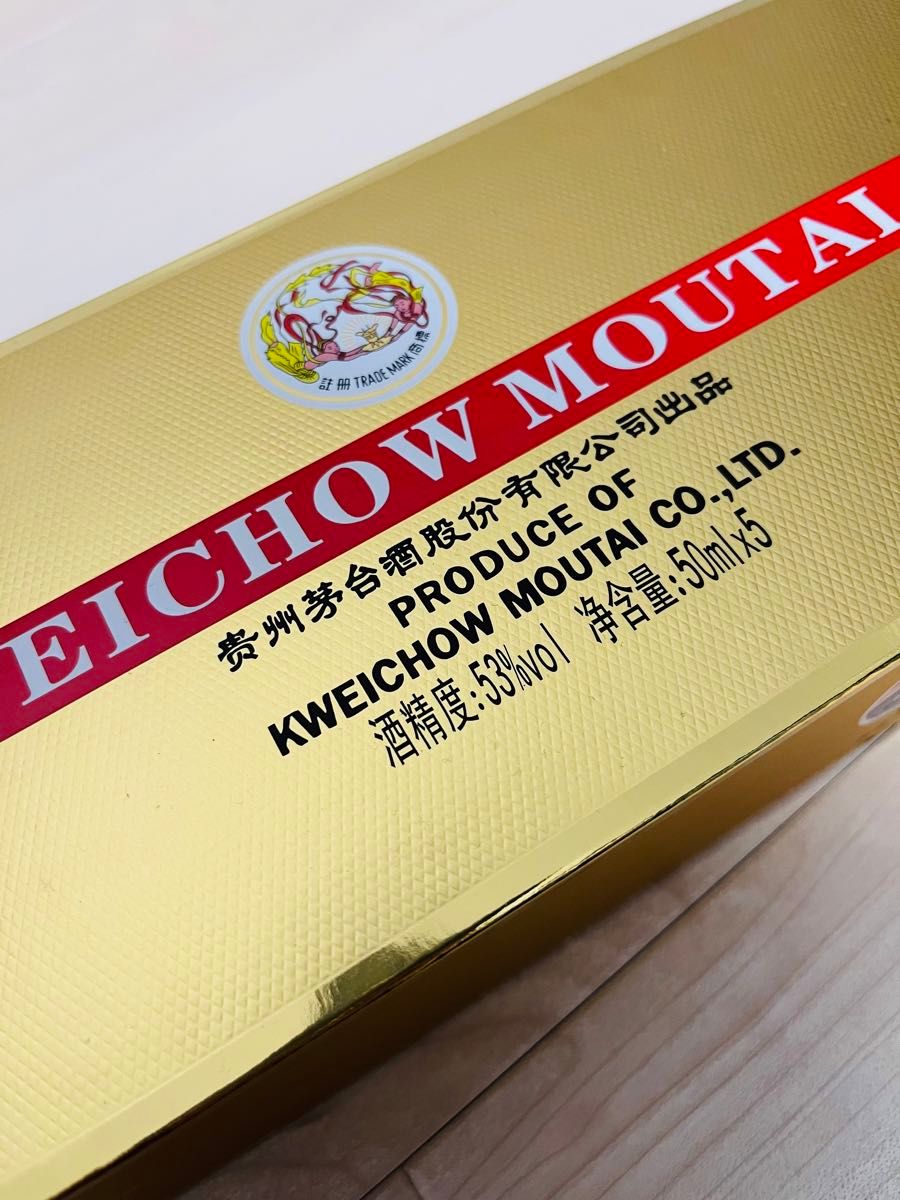 註冊 TRADE MARK 商標
EICHOW MOUTAI
贵州茅台酒股份有限公司出品
PRODUCE OF
KWEICHOW MOUTAI CO.,LTD.
酒精度:53%vol 净含量:50ml×5